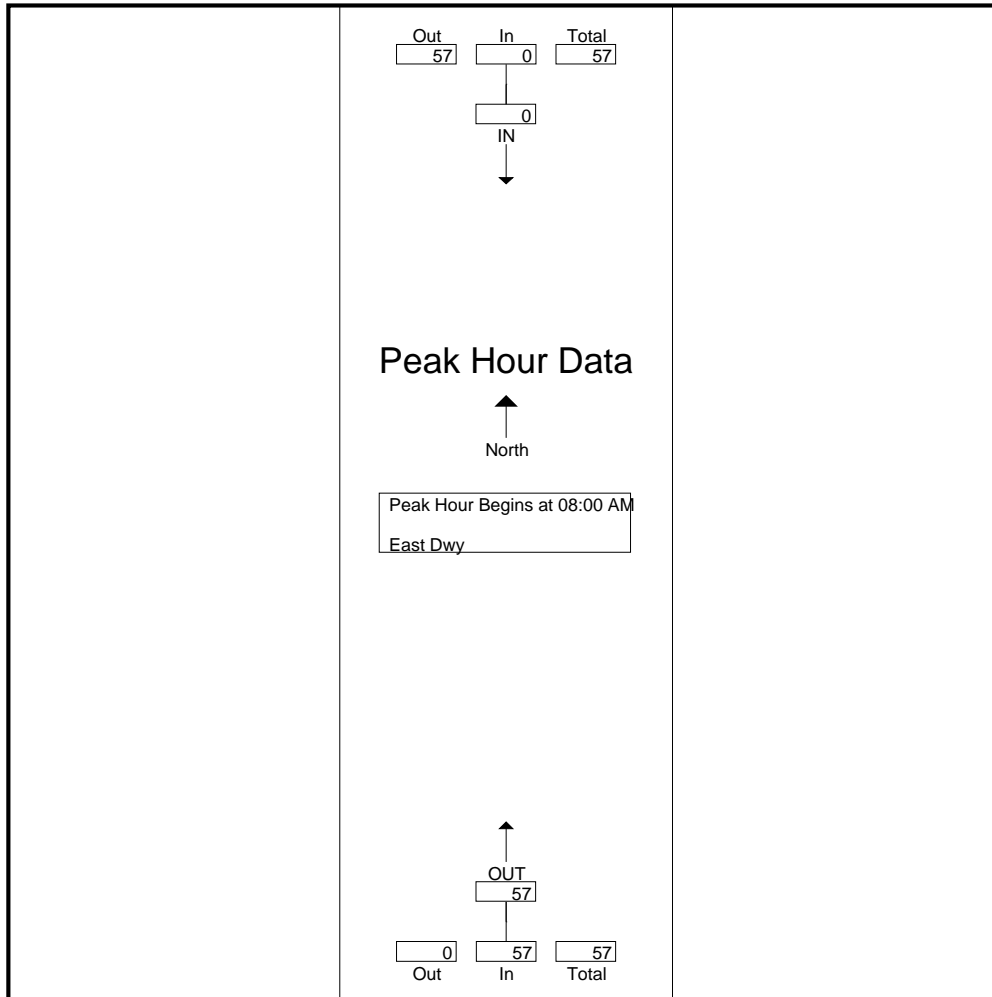 Out In Total
57 0 57
0
IN
Peak Hour Data
North
Peak Hour Begins at 08:00 AM
East Dwy
OUT
57
0 57 57
Out In Total